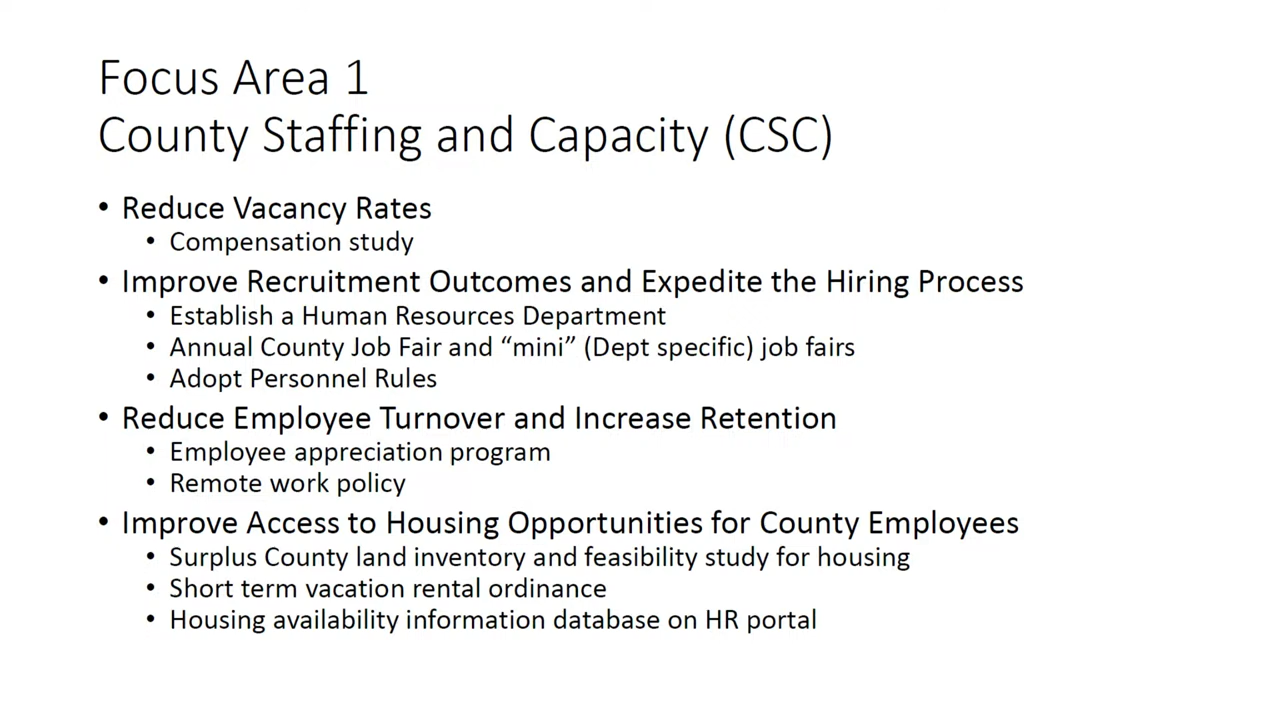 Focus Area 1
County Staffing and Capacity (CSC)
• Reduce Vacancy Rates
• Compensation study
• Improve Recruitment Outcomes and Expedite the Hiring Process
• Establish a Human Resources Department
• Annual County Job Fair and “mini” (Dept specific) job fairs
• Adopt Personnel Rules
• Reduce Employee Turnover and Increase Retention
• Employee appreciation program
• Remote work policy
• Improve Access to Housing Opportunities for County Employees
• Surplus County land inventory and feasibility study for housing
• Short term vacation rental ordinance
• Housing availability information database on HR portal